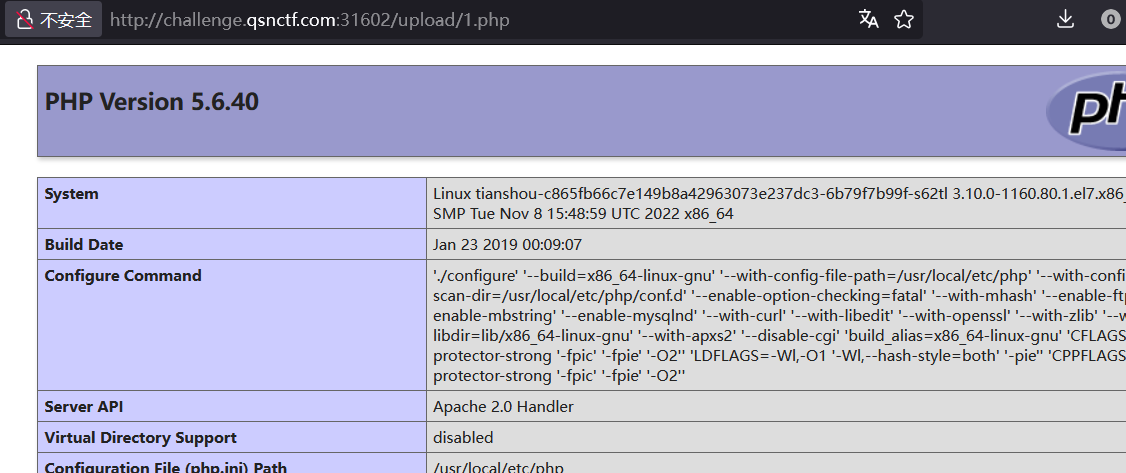 不安全 http://challenge.qsnctf.com:31602/upload/1.php 0
PHP Version 5.6.40
System Linux tianshou-c865fb66c7e149b8a42963073e237dc3-6b79f7b99f-s62tl 3.10.0-1160.80.1.el7.x86_
SMP Tue Nov 8 15:48:59 UTC 2022 x86_64
Build Date Jan 23 2019 00:09:07
Configure Command './configure' '--build=x86_64-linux-gnu' '--with-config-file-path=/usr/local/etc/php' '--with-confi
scan-dir=/usr/local/etc/php/conf.d' '--enable-option-checking=fatal' '--with-mhash' '--enable-ftp
enable-mbstring' '--enable-mysqlnd' '--with-curl' '--with-libedit' '--with-openssl' '--with-zlib' '--w
libdir=lib/x86_64-linux-gnu' '--with-apxs2' '--disable-cgi' 'build_alias=x86_64-linux-gnu' 'CFLAGS
protector-strong '-fpic' '-fpie' '-O2'' 'LDFLAGS=-Wl,-O1 '-Wl,--hash-style=both' '-pie'' 'CPPFLAGS
protector-strong '-fpic' '-fpie' '-O2''
Server API Apache 2.0 Handler
Virtual Directory Support disabled
Configuration File (php.ini) Path /usr/local/etc/php